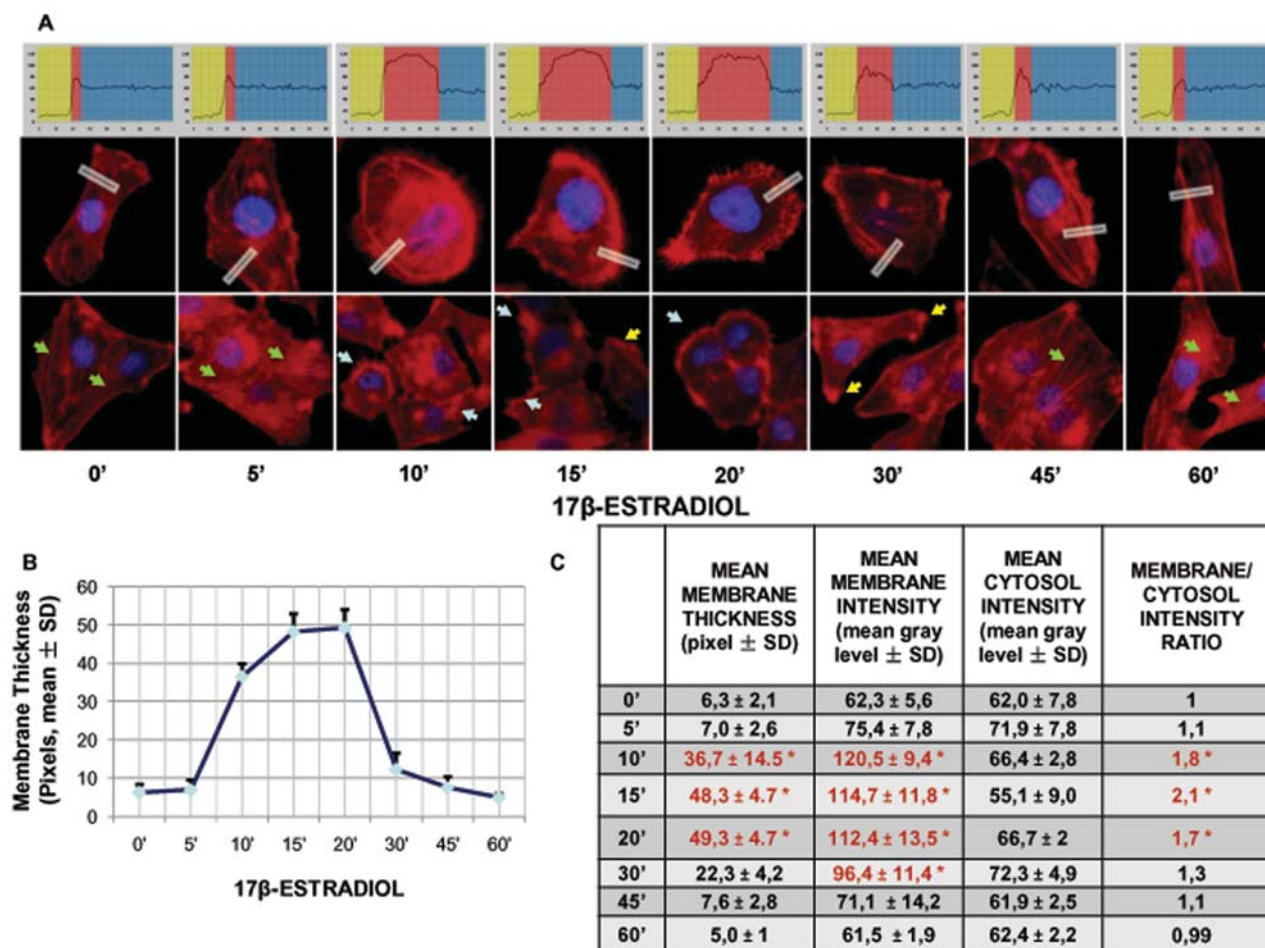 A
0’ 5’ 10’ 15’ 20’ 30’ 45’ 60’
17β-ESTRADIOL
B
Membrane Thickness
(Pixels, mean ± SD)
60
50
40
30
20
10
0
0' 5' 10' 15' 20' 30' 45' 60'
17β-ESTRADIOL
C
MEAN MEMBRANE THICKNESS (pixel ± SD)
MEAN MEMBRANE INTENSITY (mean gray level ± SD)
MEAN CYTOSOL INTENSITY (mean gray level ± SD)
MEMBRANE/ CYTOSOL INTENSITY RATIO
0’ 6,3 ± 2,1 62,3 ± 5,6 62,0 ± 7,8 1
5’ 7,0 ± 2,6 75,4 ± 7,8 71,9 ± 7,8 1,1
10’ 36,7 ± 14.5 * 120,5 ± 9,4 * 66,4 ± 2,8 1,8 *
15’ 48,3 ± 4.7 * 114,7 ± 11,8 * 55,1 ± 9,0 2,1 *
20’ 49,3 ± 4.7 * 112,4 ± 13,5 * 66,7 ± 2 1,7 *
30’ 22,3 ± 4,2 96,4 ± 11,4 * 72,3 ± 4,9 1,3
45’ 7,6 ± 2,8 71,1 ± 14,2 61,9 ± 2,5 1,1
60’ 5,0 ± 1 61,5 ± 1,9 62,4 ± 2,2 0,99